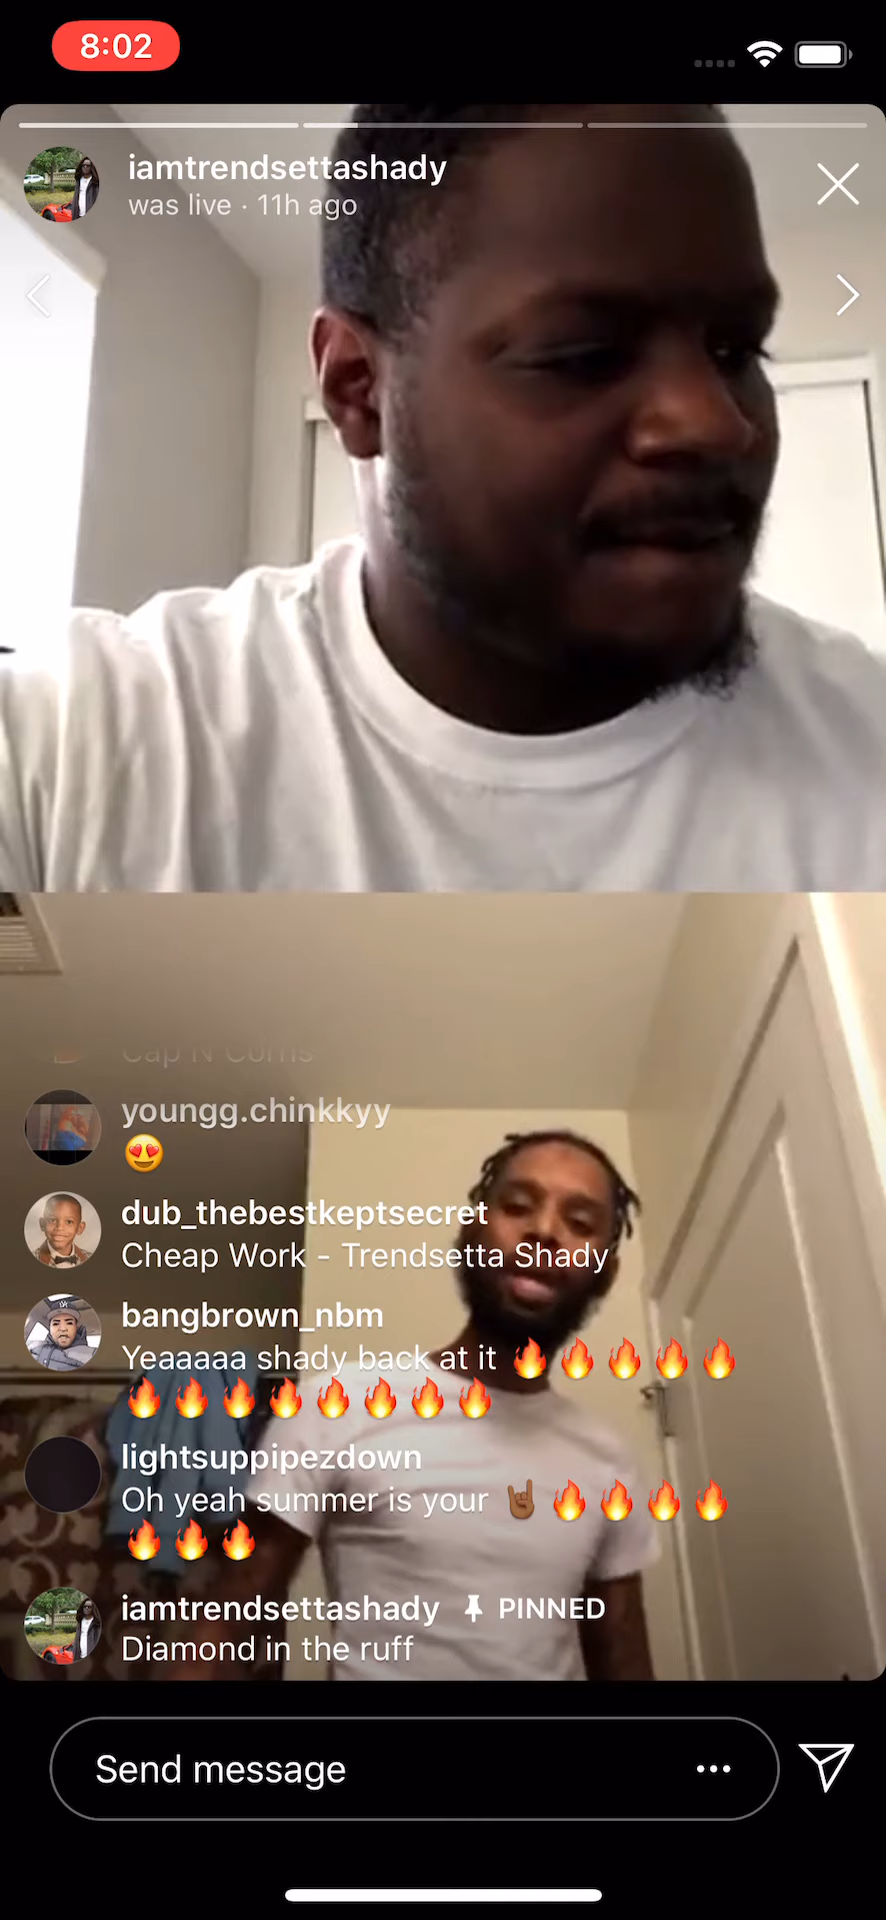 8:02
iamtrendsettashady
was live · 11h ago
youngg.chinkkyy
😍
dub_thebestkeptsecret
Cheap Work - Trendsetta Shady
bangbrown_nbm
Yeaaaaa shady back at it 🔥🔥🔥🔥🔥
🔥🔥🔥🔥🔥🔥🔥🔥
lightsuppipezdown
Oh yeah summer is your 🤘🏾🔥🔥🔥🔥
🔥🔥🔥
iamtrendsettashady PINNED
Diamond in the ruff
Send message